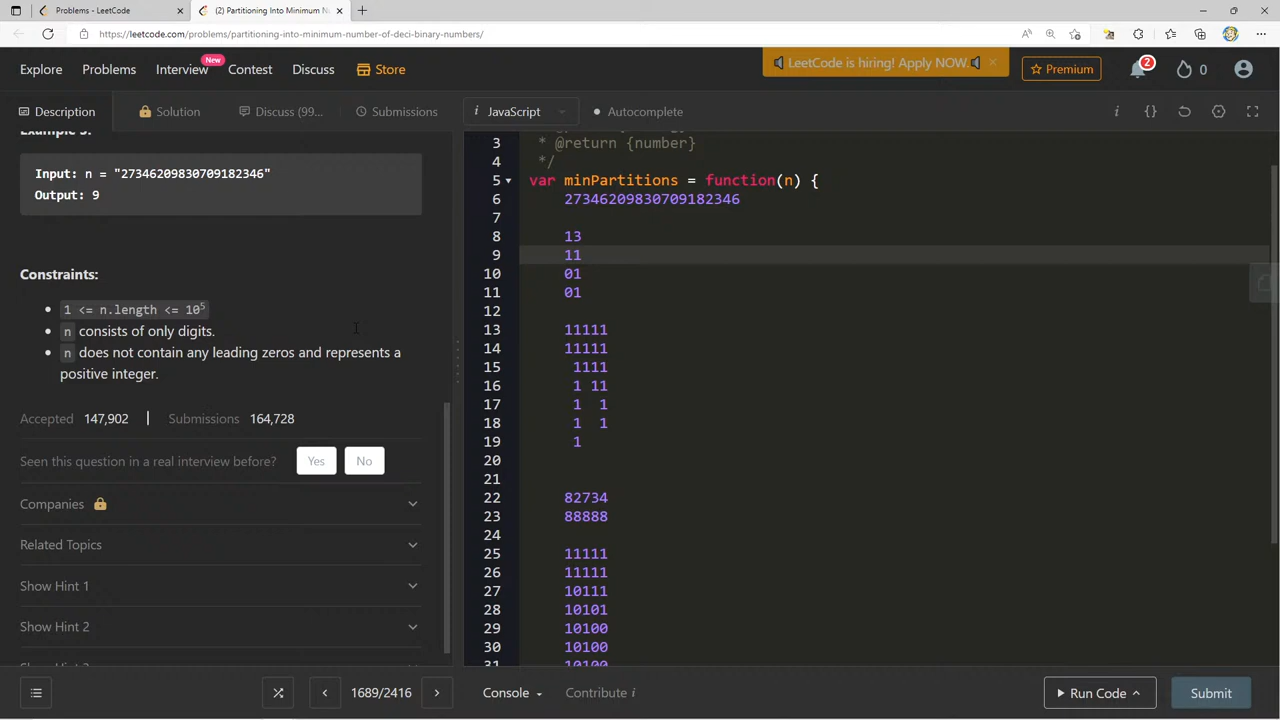 Problems - LeetCode
(2) Partitioning Into Minimum N
https://leetcode.com/problems/partitioning-into-minimum-number-of-deci-binary-numbers/
Explore
Problems
Interview
New
Contest
Discuss
Store
LeetCode is hiring! Apply NOW.
Premium
2
0
Description
Solution
Discuss (99...
Submissions
i JavaScript
Autocomplete
Example 3:
Input: n = "27346209830709182346"
Output: 9
Constraints:
1 <= n.length <= 10^5
n consists of only digits.
n does not contain any leading zeros and represents a
positive integer.
Accepted 147,902 | Submissions 164,728
Seen this question in a real interview before? Yes No
Companies
Related Topics
Show Hint 1
Show Hint 2
Show Hint 3
3 * @return {number}
4 */
5 var minPartitions = function(n) {
6 27346209830709182346
7
8 13
9 11
10 01
11 01
12
13 11111
14 11111
15 1111
16 1 11
17 1 1
18 1 1
19 1
20
21
22 82734
23 88888
24
25 11111
26 11111
27 10111
28 10101
29 10100
30 10100
31 10100
1689/2416
Console
Contribute i
Run Code
Submit